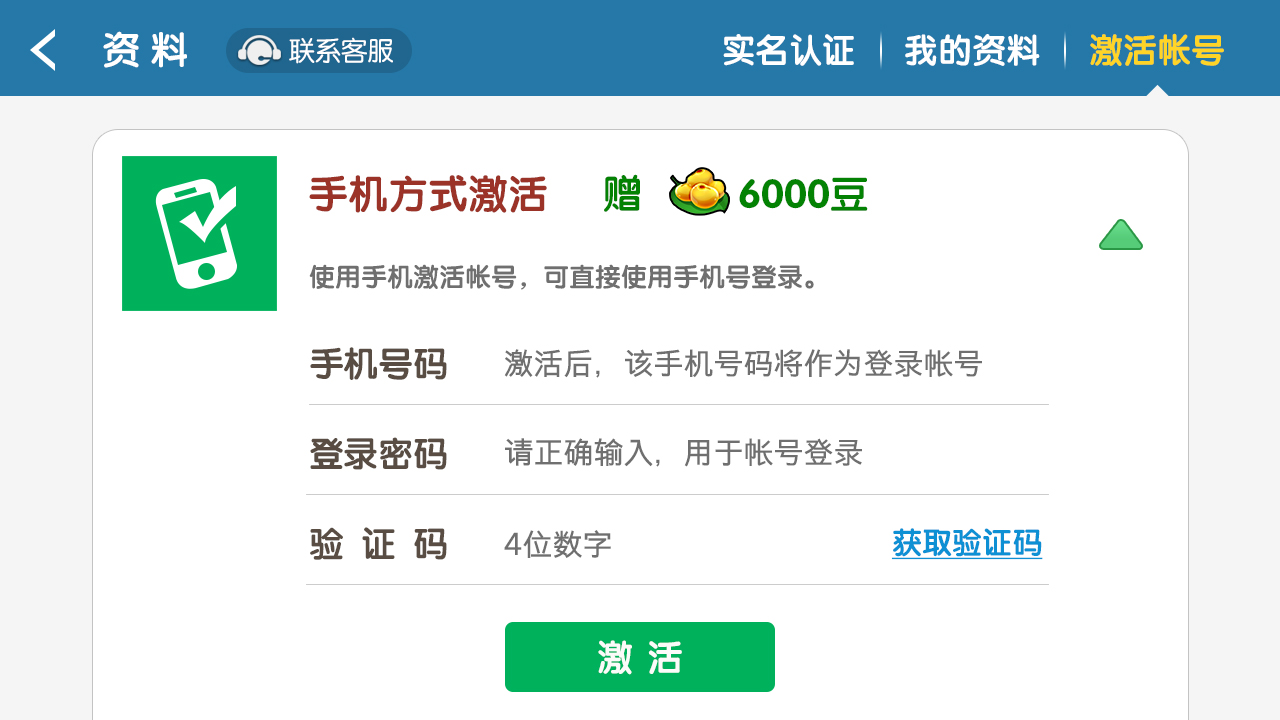 资料 联系客服 实名认证 我的资料 激活帐号
手机方式激活 赠 6000豆
使用手机激活帐号，可直接使用手机号登录。
手机号码 激活后，该手机号码将作为登录帐号
登录密码 请正确输入，用于帐号登录
验证码 4位数字 获取验证码
激活